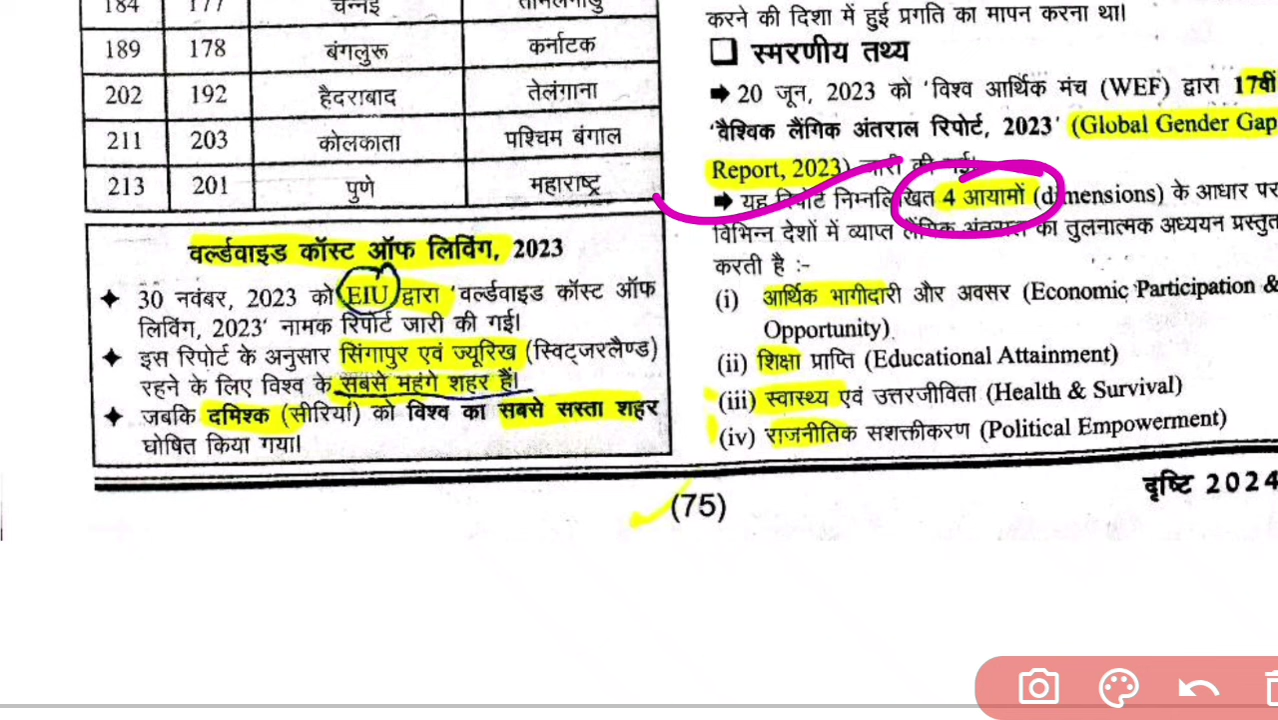 184 177 चेन्नई तमिलनाडु
189 178 बंगलुरू कर्नाटक
202 192 हैदराबाद तेलंगाना
211 203 कोलकाता पश्चिम बंगाल
213 201 पुणे महाराष्ट्र
वर्ल्डवाइड कॉस्ट ऑफ लिविंग, 2023
30 नवंबर, 2023 को EIU द्वारा 'वर्ल्डवाइड कॉस्ट ऑफ
लिविंग, 2023' नामक रिपोर्ट जारी की गई।
इस रिपोर्ट के अनुसार सिंगापुर एवं ज्यूरिख (स्विट्जरलैण्ड)
रहने के लिए विश्व के सबसे महंगे शहर हैं।
जबकि दमिश्क (सीरिया) को विश्व का सबसे सस्ता शहर
घोषित किया गया।
करने की दिशा में हुई प्रगति का मापन करना था।
स्मरणीय तथ्य
➡ 20 जून, 2023 को 'विश्व आर्थिक मंच (WEF) द्वारा 17वीं
'वैश्विक लैंगिक अंतराल रिपोर्ट, 2023' (Global Gender Gap
Report, 2023) जारी की गई।
➡ यह रिपोर्ट निम्नलिखित 4 आयामों (dimensions) के आधार पर
विभिन्न देशों में व्याप्त लैंगिक अंतराल का तुलनात्मक अध्ययन प्रस्तुत
करती है :-
(i) आर्थिक भागीदारी और अवसर (Economic Participation &
Opportunity)
(ii) शिक्षा प्राप्ति (Educational Attainment)
(iii) स्वास्थ्य एवं उत्तरजीविता (Health & Survival)
(iv) राजनीतिक सशक्तीकरण (Political Empowerment)
(75)
दृष्टि 2024